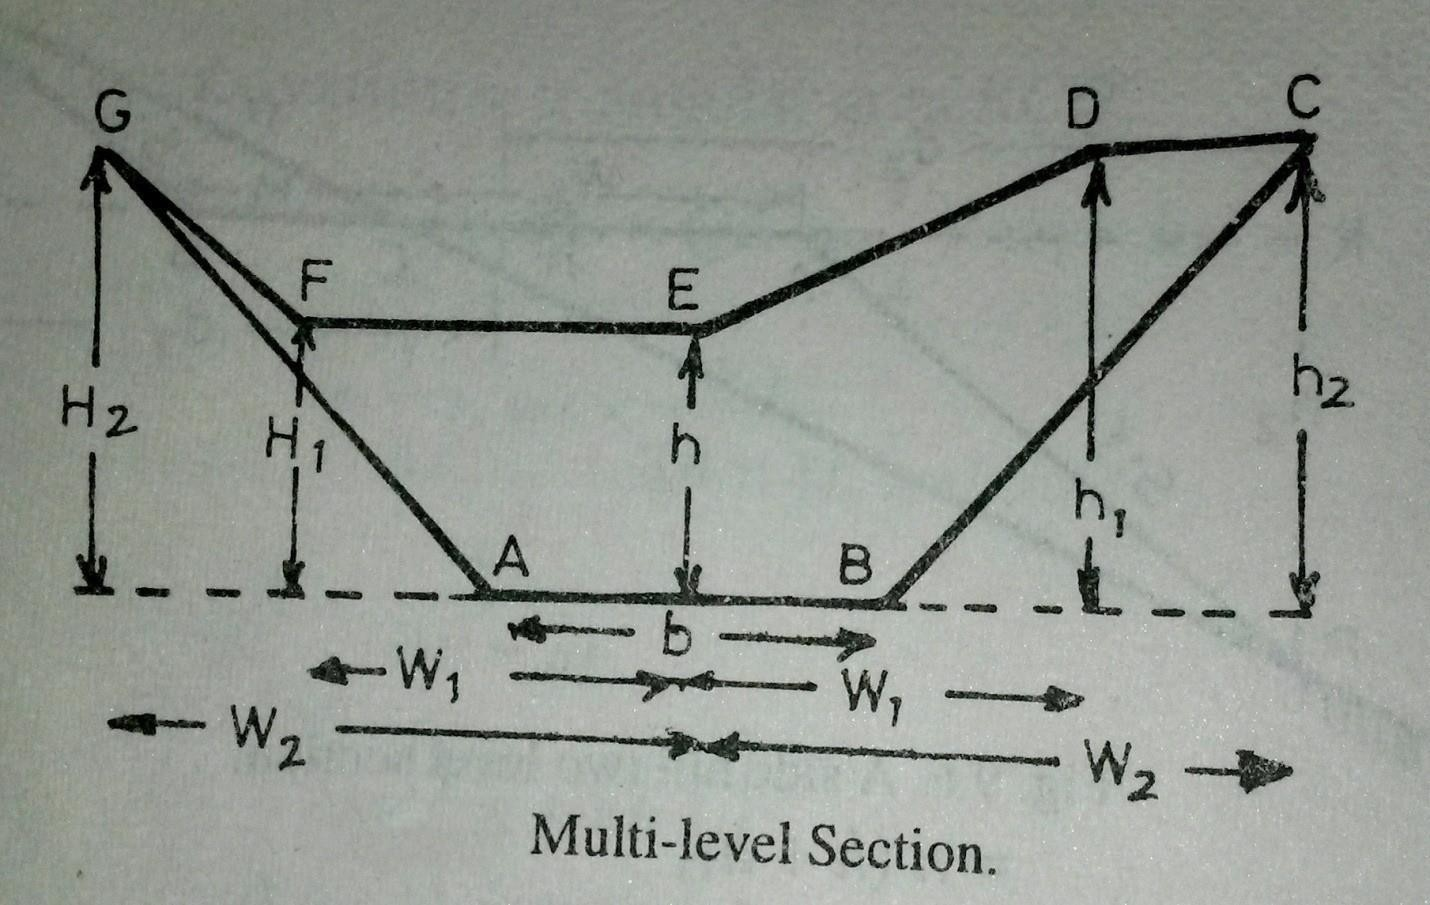 G D C
F E
H2 H1 h h1 h2
A B
b
W1 W1
W2 W2
Multi-level Section.